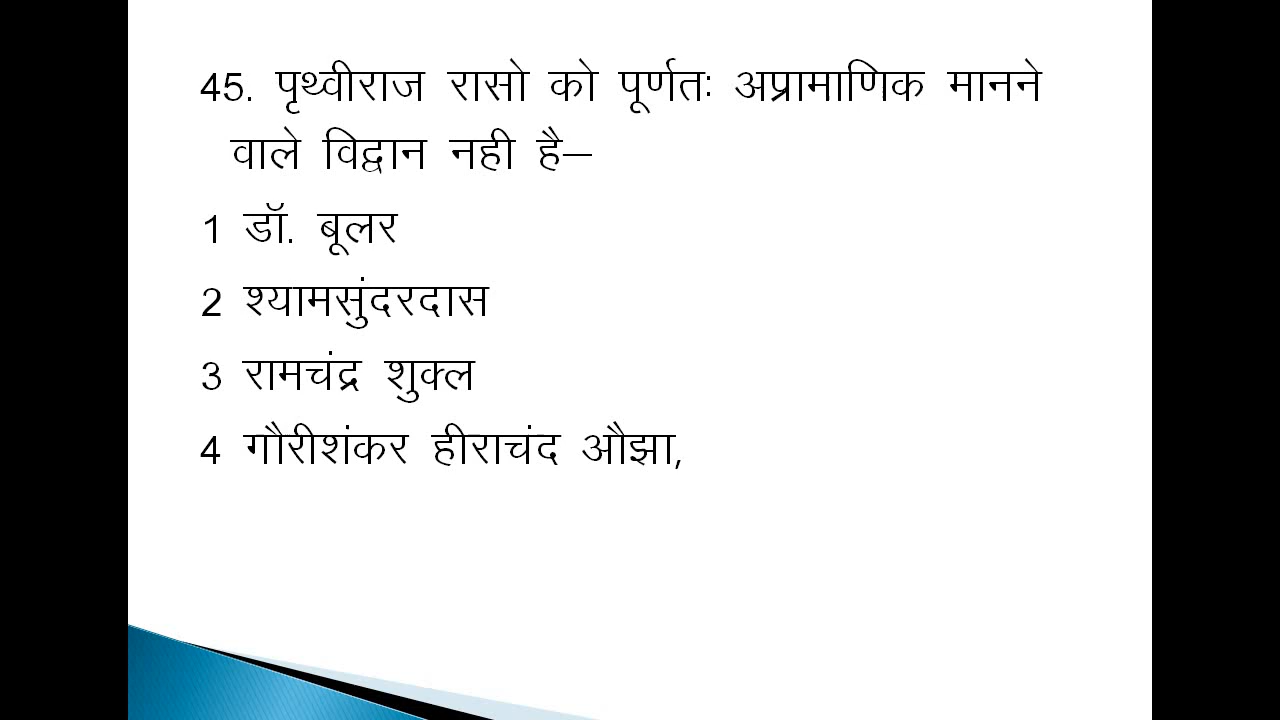 45. पृथ्वीराज रासो को पूर्णतः अप्रामाणिक मानने
वाले विद्वान नही है–
1 डॉ. बूलर
2 श्यामसुंदरदास
3 रामचंद्र शुक्ल
4 गौरीशंकर हीराचंद औझा,